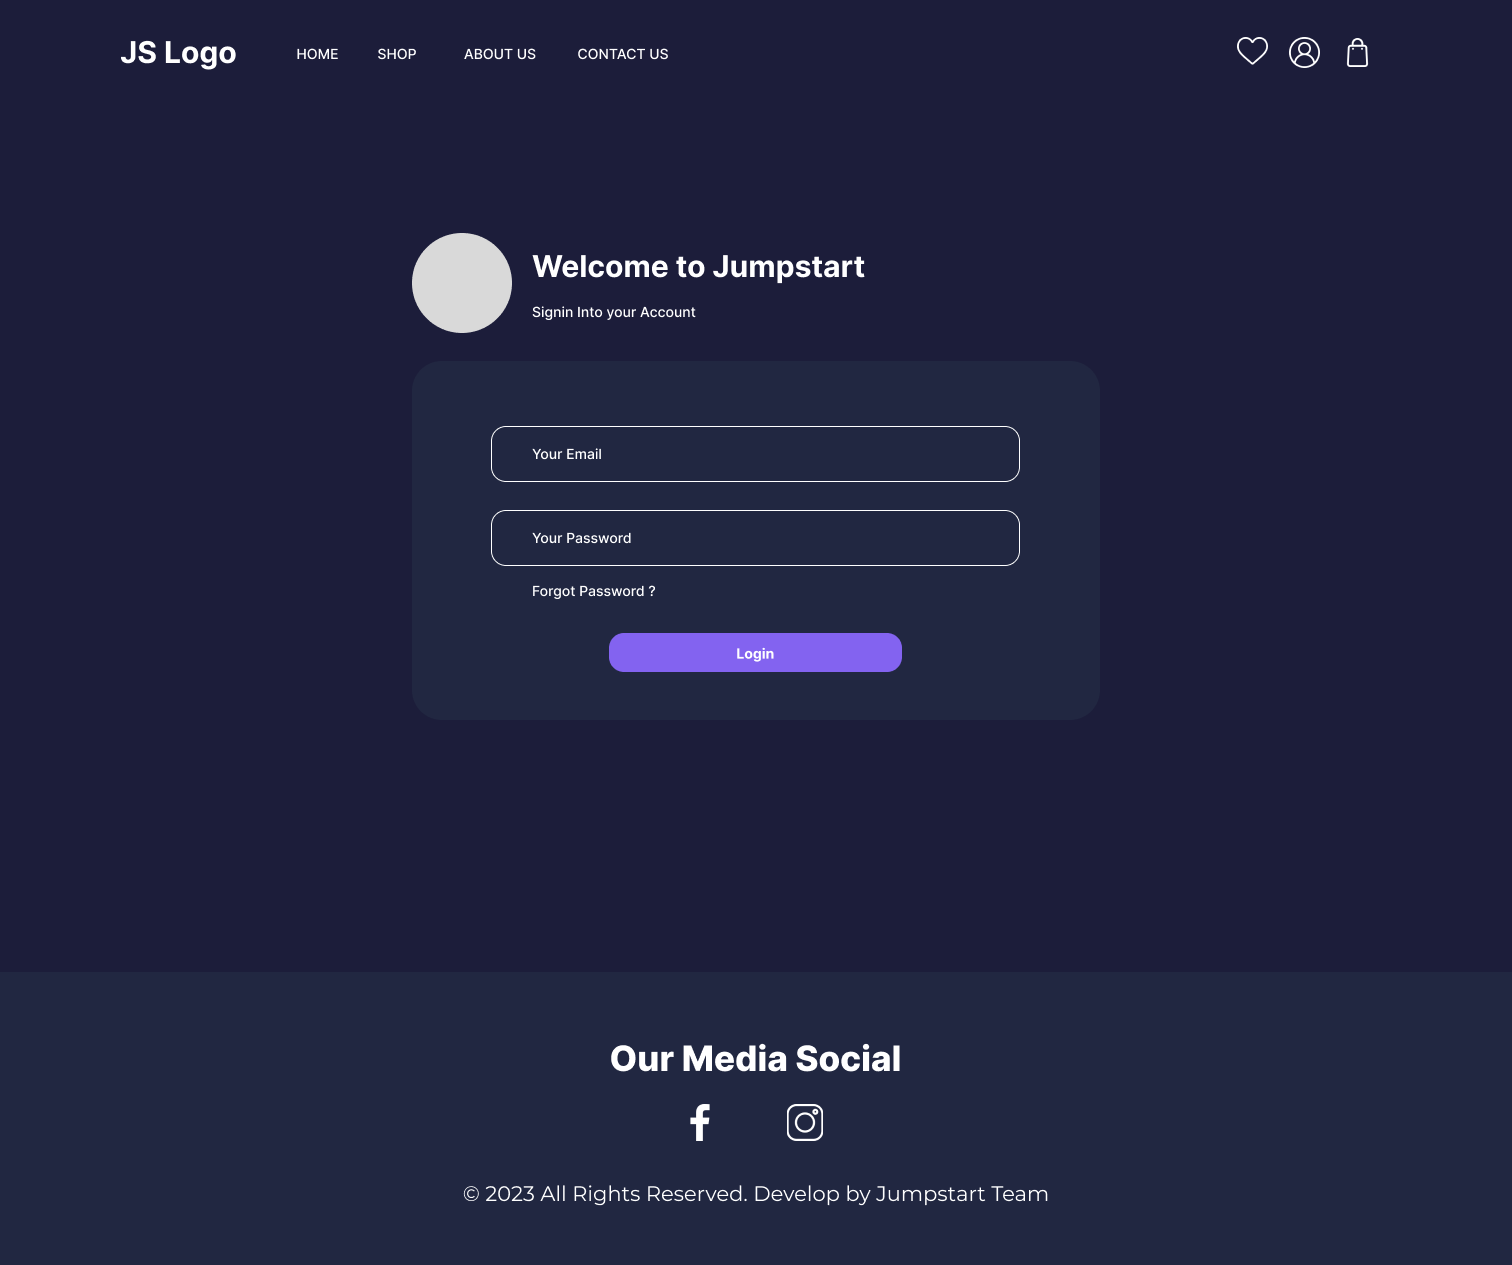 JS Logo HOME SHOP ABOUT US CONTACT US
Welcome to Jumpstart
Signin Into your Account
Your Email
Your Password
Forgot Password ?
Login
Our Media Social
© 2023 All Rights Reserved. Develop by Jumpstart Team